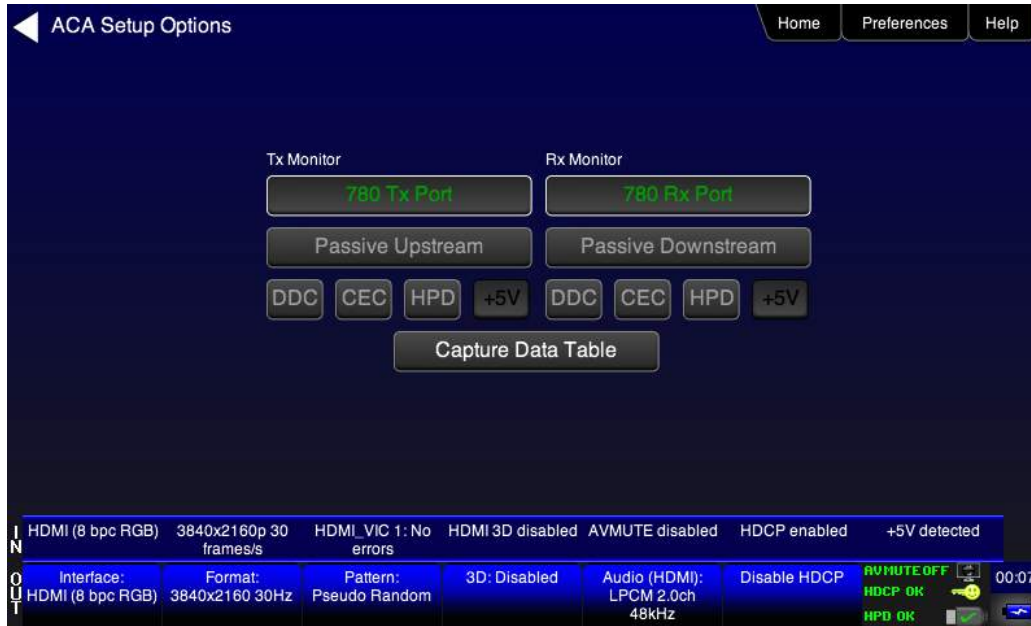 ACA Setup Options
Home
Preferences
Help
Tx Monitor
Rx Monitor
780 Tx Port
780 Rx Port
Passive Upstream
Passive Downstream
DDC
CEC
HPD
+5V
DDC
CEC
HPD
+5V
Capture Data Table
IN
HDMI (8 bpc RGB)
3840x2160p 30
frames/s
HDMI_VIC 1: No
errors
HDMI 3D disabled
AVMUTE disabled
HDCP enabled
+5V detected
OUT
Interface:
HDMI (8 bpc RGB)
Format:
3840x2160 30Hz
Pattern:
Pseudo Random
3D: Disabled
Audio (HDMI):
LPCM 2.0ch
48kHz
Disable HDCP
AVMUTEOFF
HDCP OK
HPD OK
00:07